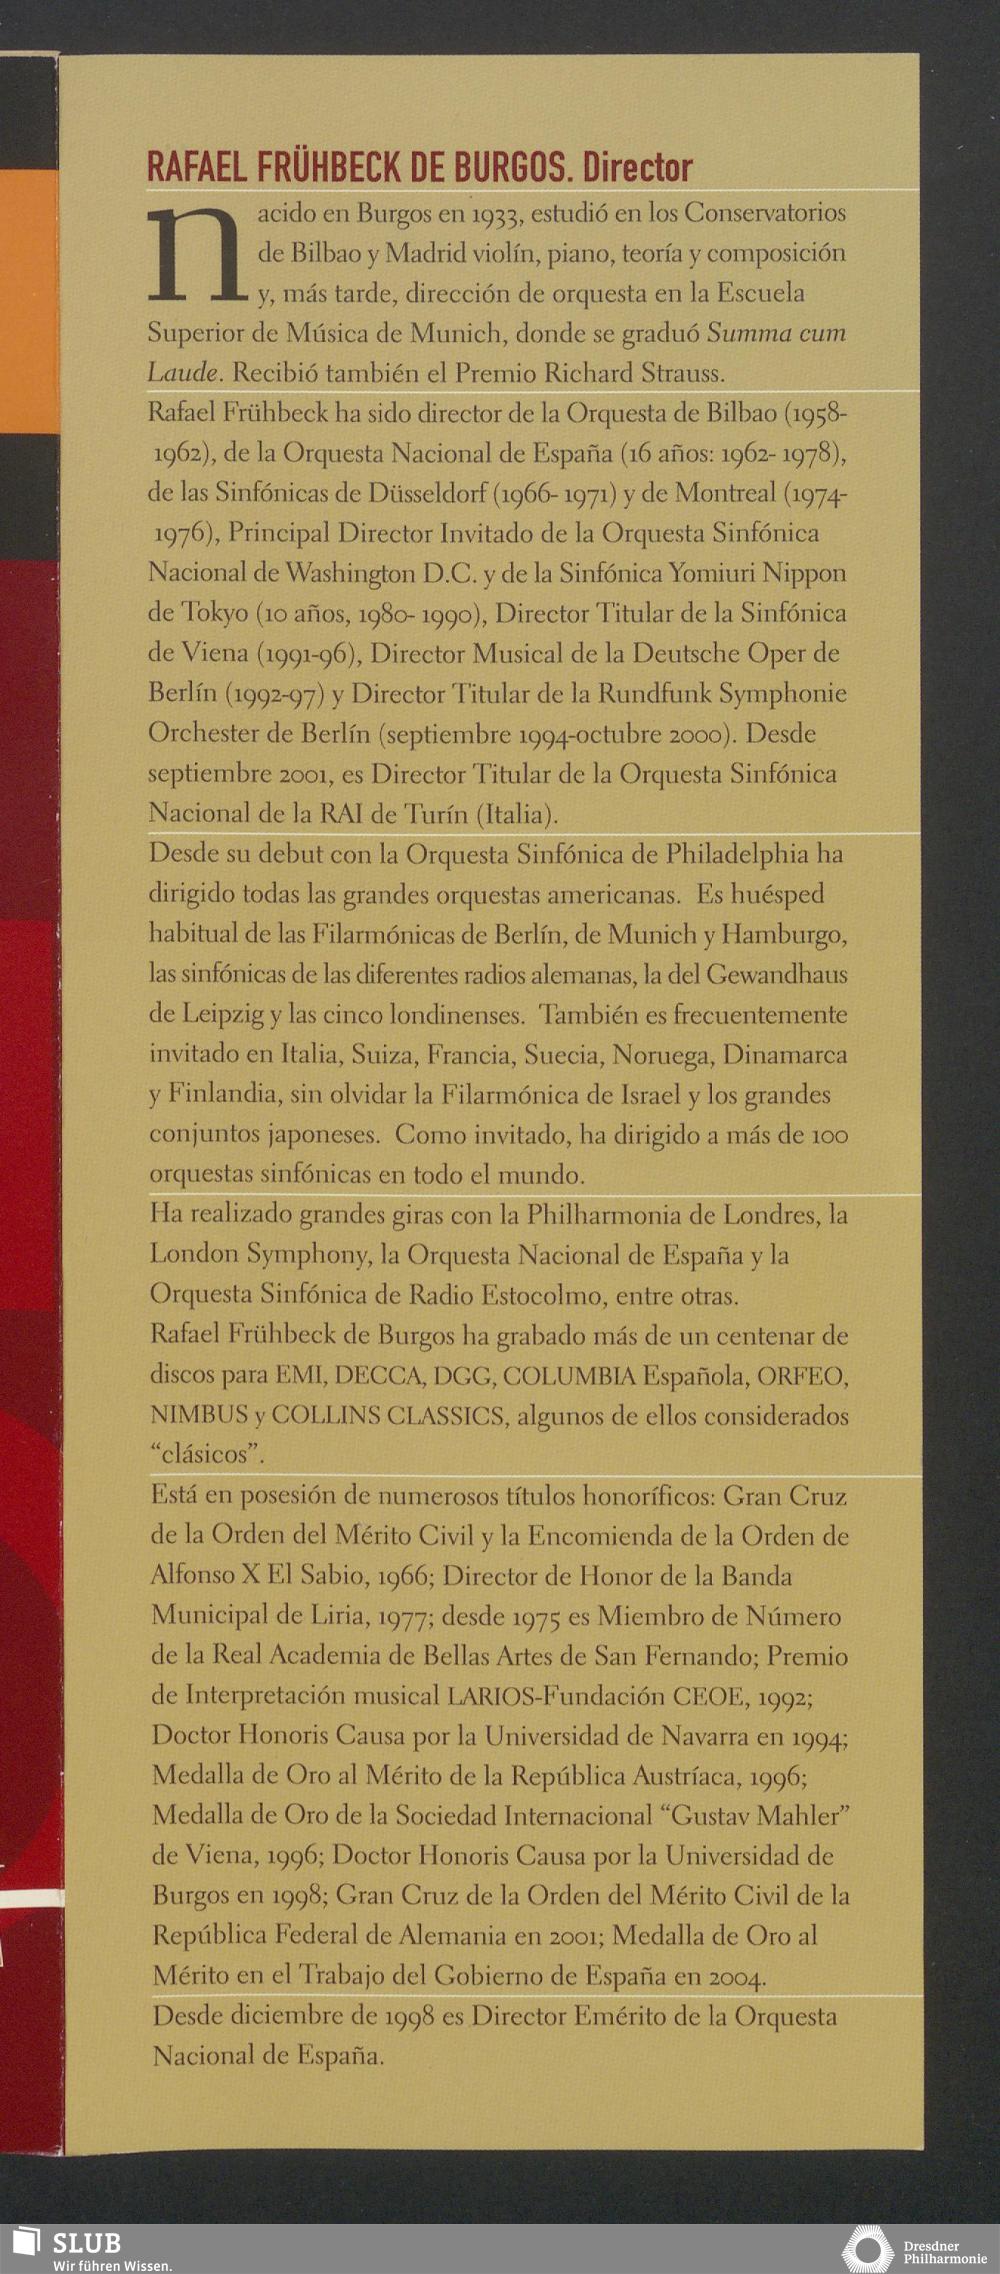 RAFAEL FRÜHBECK DE BURGOS. Director
nacido en Burgos en 1933, estudió en los Conservatorios
de Bilbao y Madrid violín, piano, teoría y composición
y, más tarde, dirección de orquesta en la Escuela
Superior de Música de Munich, donde se graduó Summa cum
Laude. Recibió también el Premio Richard Strauss.
Rafael Frühbeck ha sido director de la Orquesta de Bilbao (1958-
1962), de la Orquesta Nacional de España (16 años: 1962- 1978),
de las Sinfónicas de Düsseldorf (1966- 1971) y de Montreal (1974-
1976), Principal Director Invitado de la Orquesta Sinfónica
Nacional de Washington D.C. y de la Sinfónica Yomiuri Nippon
de Tokyo (10 años, 1980- 1990), Director Titular de la Sinfónica
de Viena (1991-96), Director Musical de la Deutsche Oper de
Berlín (1992-97) y Director Titular de la Rundfunk Symphonie
Orchester de Berlín (septiembre 1994-octubre 2000). Desde
septiembre 2001, es Director Titular de la Orquesta Sinfónica
Nacional de la RAI de Turín (Italia).
Desde su debut con la Orquesta Sinfónica de Philadelphia ha
dirigido todas las grandes orquestas americanas. Es huésped
habitual de las Filarmónicas de Berlín, de Munich y Hamburgo,
las sinfónicas de las diferentes radios alemanas, la del Gewandhaus
de Leipzig y las cinco londinenses. También es frecuentemente
invitado en Italia, Suiza, Francia, Suecia, Noruega, Dinamarca
y Finlandia, sin olvidar la Filarmónica de Israel y los grandes
conjuntos japoneses. Como invitado, ha dirigido a más de 100
orquestas sinfónicas en todo el mundo.
Ha realizado grandes giras con la Philharmonia de Londres, la
London Symphony, la Orquesta Nacional de España y la
Orquesta Sinfónica de Radio Estocolmo, entre otras.
Rafael Frühbeck de Burgos ha grabado más de un centenar de
discos para EMI, DECCA, DGG, COLUMBIA Española, ORFEO,
NIMBUS y COLLINS CLASSICS, algunos de ellos considerados
“clásicos”.
Está en posesión de numerosos títulos honoríficos: Gran Cruz
de la Orden del Mérito Civil y la Encomienda de la Orden de
Alfonso X El Sabio, 1966; Director de Honor de la Banda
Municipal de Liria, 1977; desde 1975 es Miembro de Número
de la Real Academia de Bellas Artes de San Fernando; Premio
de Interpretación musical LARIOS-Fundación CEOE, 1992;
Doctor Honoris Causa por la Universidad de Navarra en 1994;
Medalla de Oro al Mérito de la República Austríaca, 1996;
Medalla de Oro de la Sociedad Internacional “Gustav Mahler”
de Viena, 1996; Doctor Honoris Causa por la Universidad de
Burgos en 1998; Gran Cruz de la Orden del Mérito Civil de la
República Federal de Alemania en 2001; Medalla de Oro al
Mérito en el Trabajo del Gobierno de España en 2004.
Desde diciembre de 1998 es Director Emérito de la Orquesta
Nacional de España.
SLUB
Wir führen Wissen.
Dresdner
Philharmonie